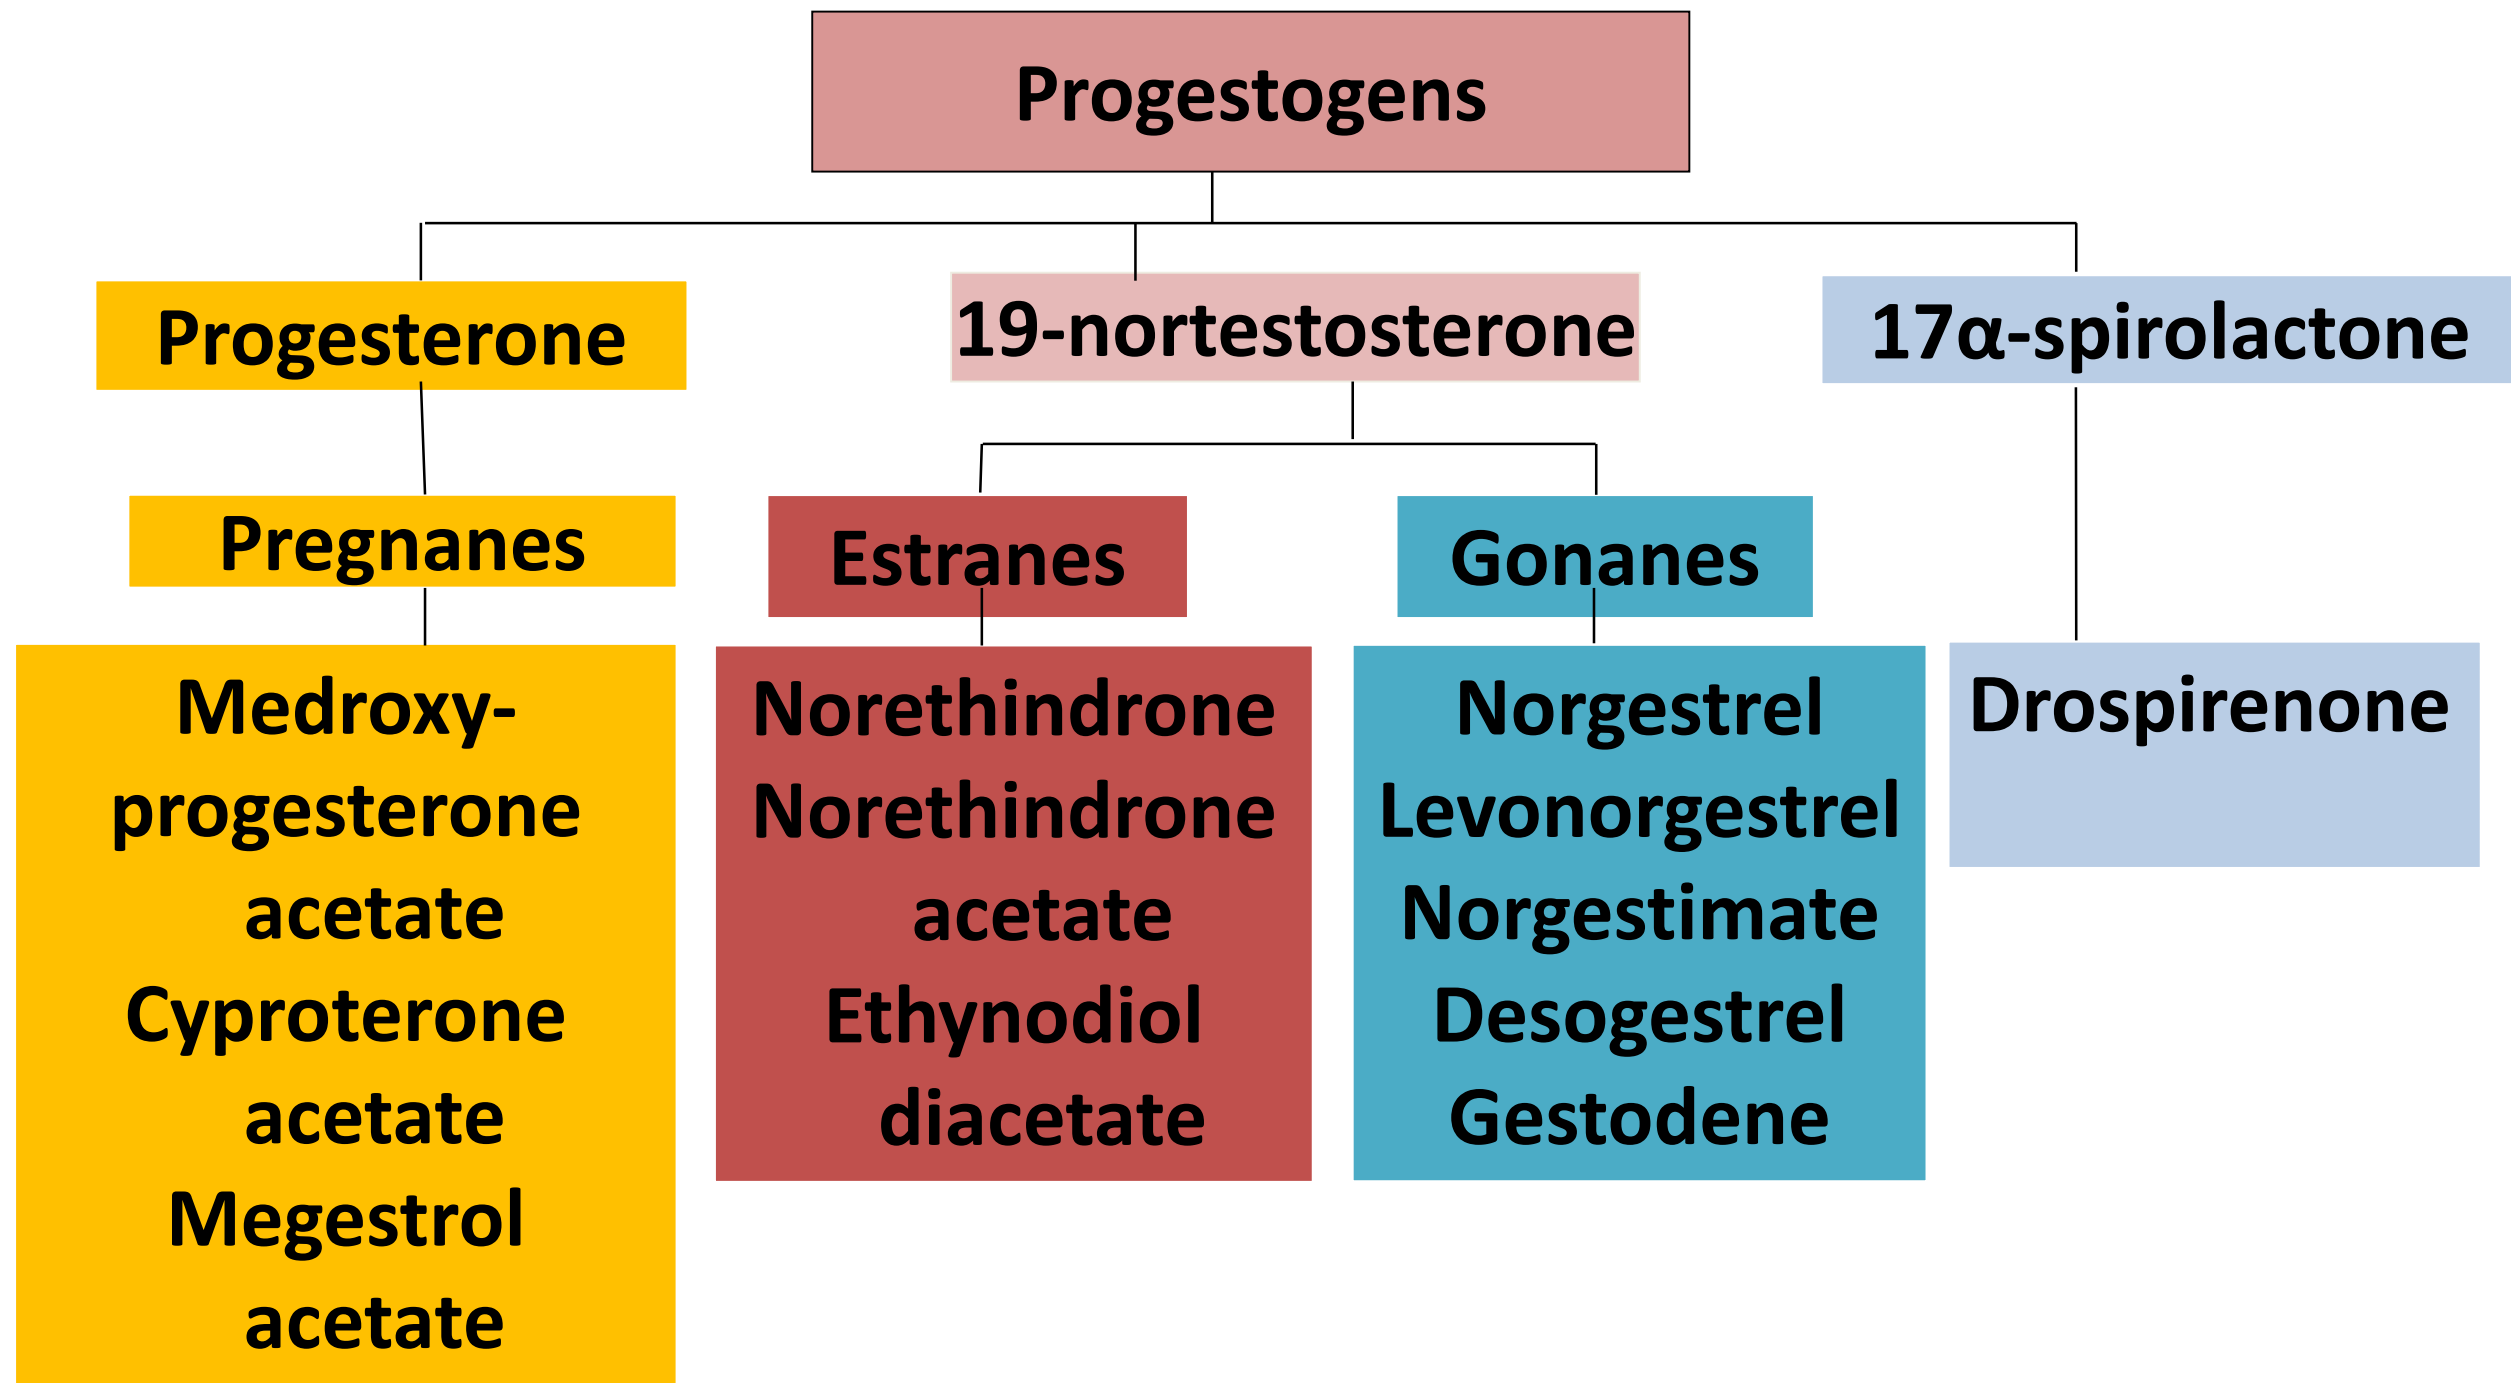 Progestogens
Progesterone
19-nortestosterone
17α-spirolactone
Pregnanes
Estranes
Gonanes
Medroxy-
progesterone
acetate
Cyproterone
acetate
Megestrol
acetate
Norethindrone
Norethindrone
acetate
Ethynodiol
diacetate
Norgestrel
Levonorgestrel
Norgestimate
Desogestrel
Gestodene
Drospirenone